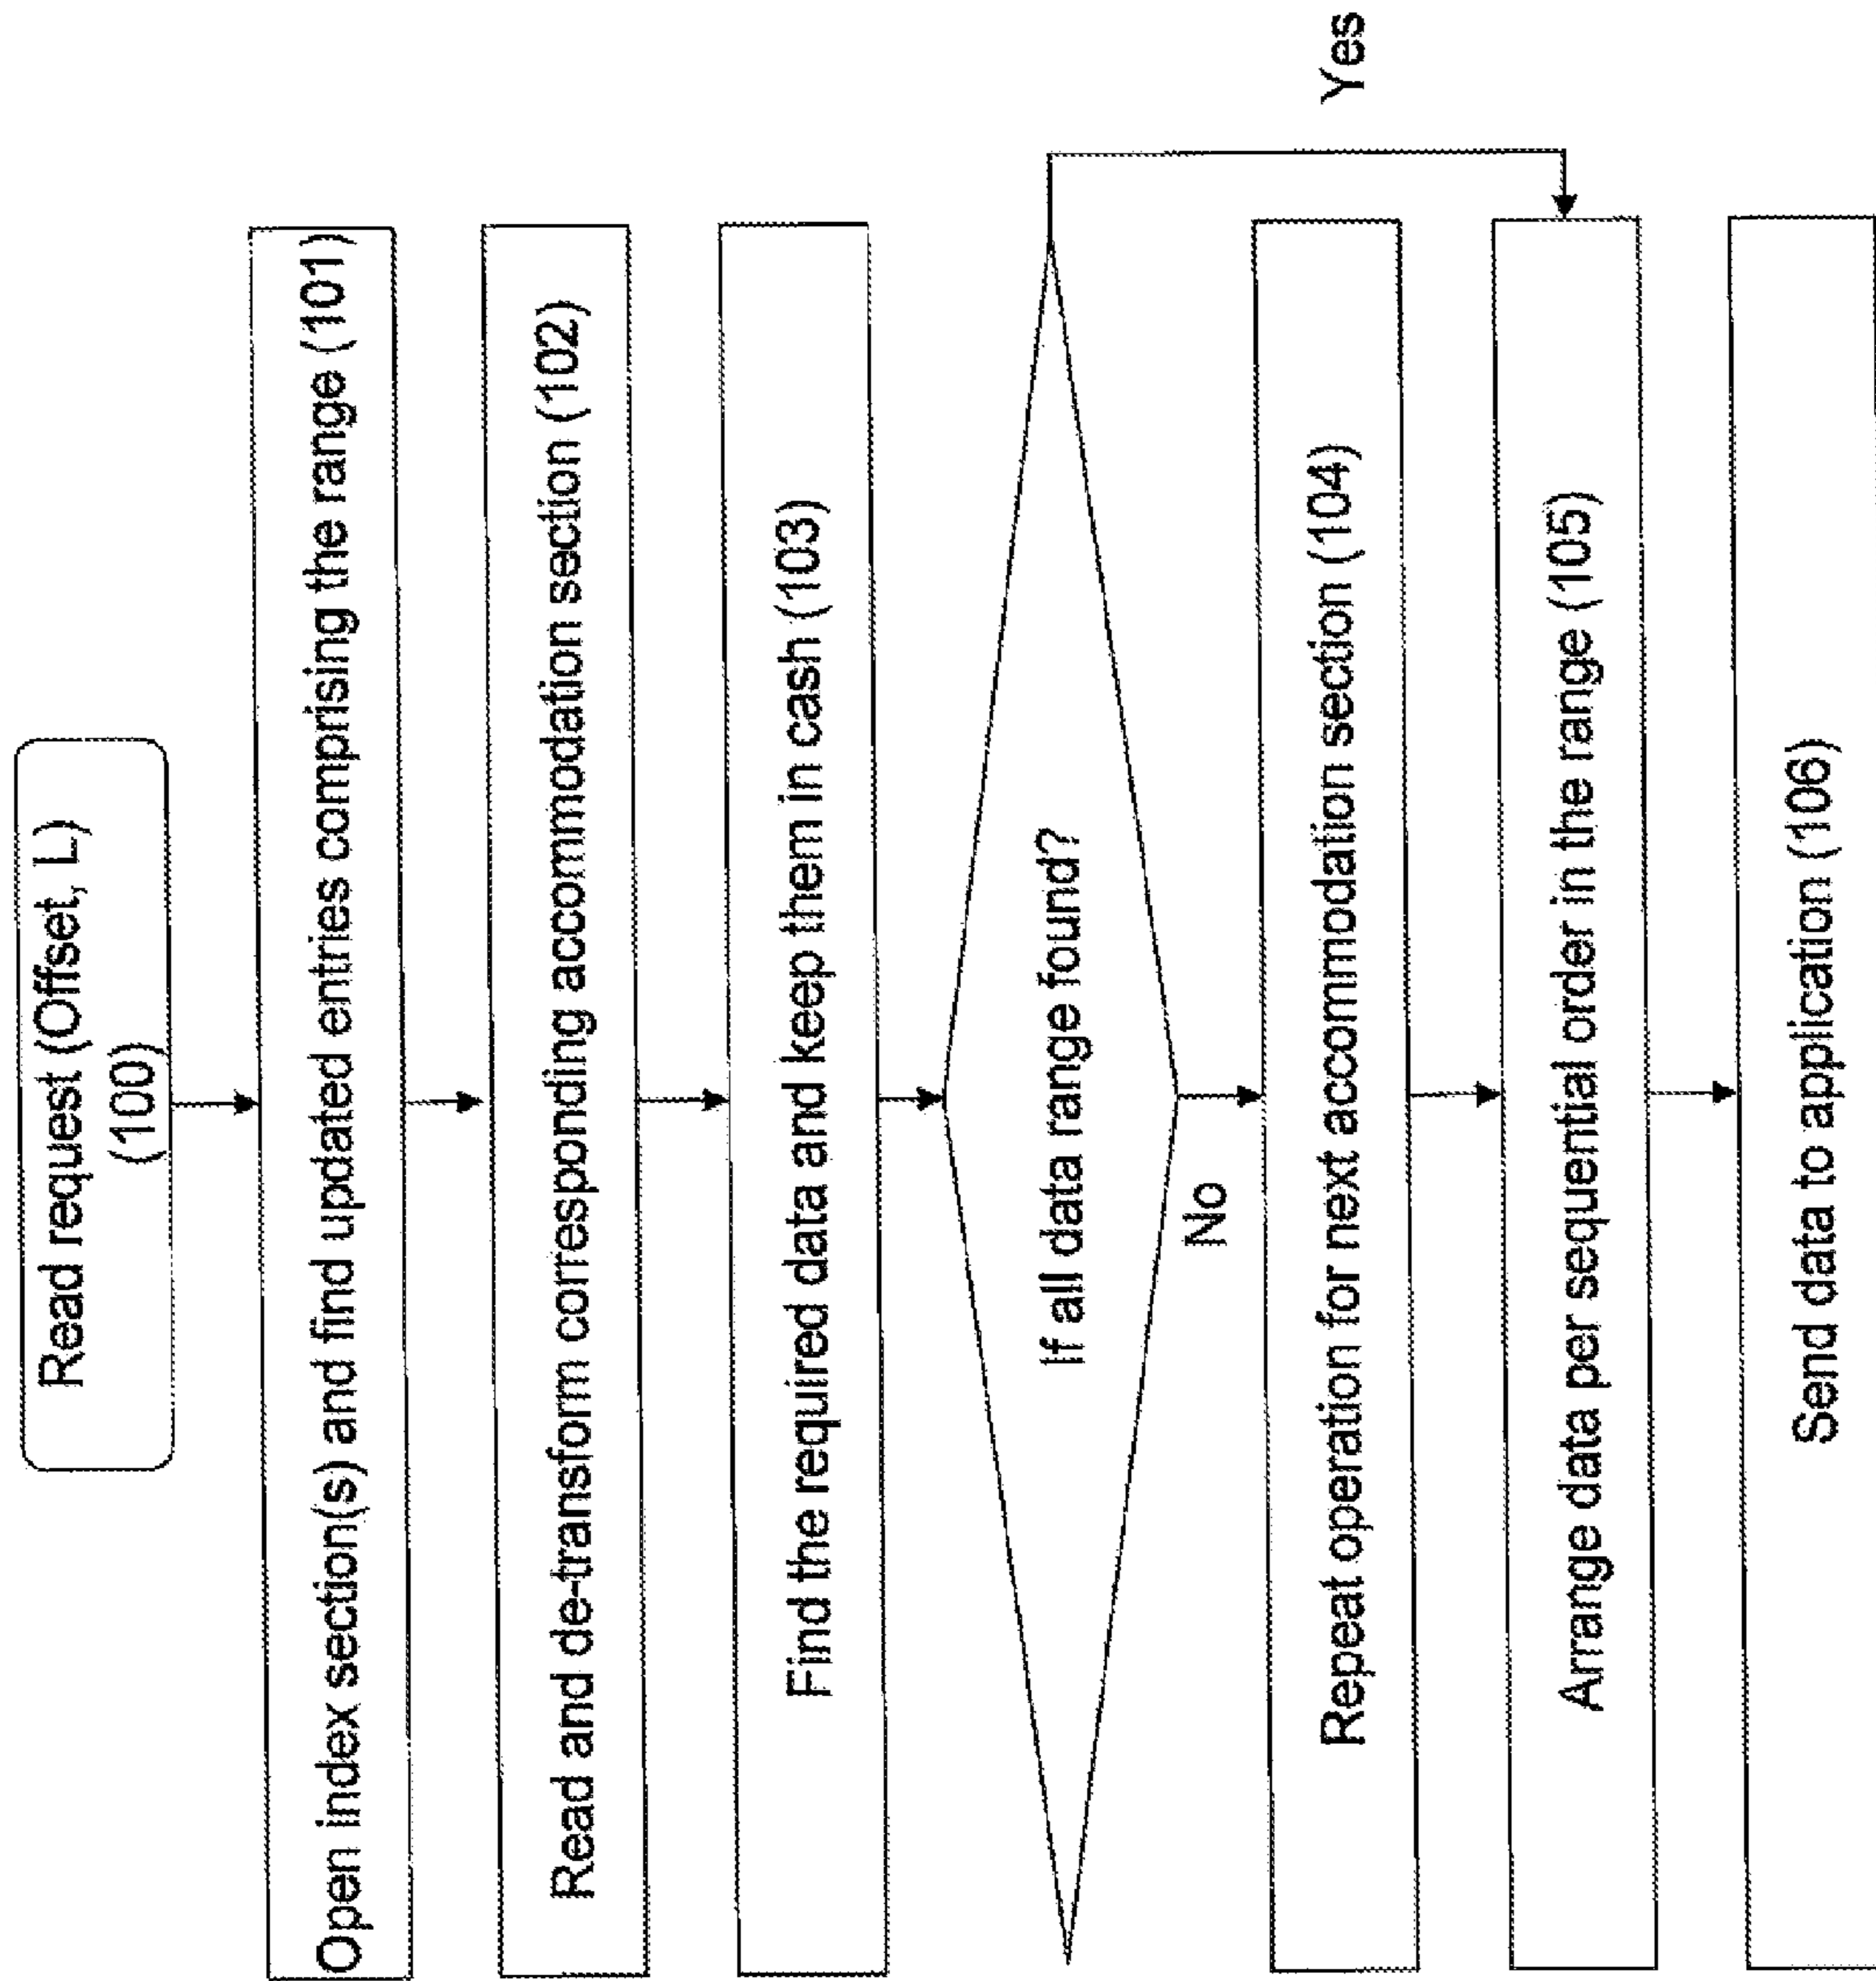 Read request (Offset, L)
(100)
Open index section(s) and find updated entries comprising the range (101)
Read and de-transform corresponding accommodation section (102)
Find the required data and keep them in cash (103)
If all data range found?
Yes
No
Repeat operation for next accommodation section (104)
Arrange data per sequential order in the range (105)
Send data to application (106)